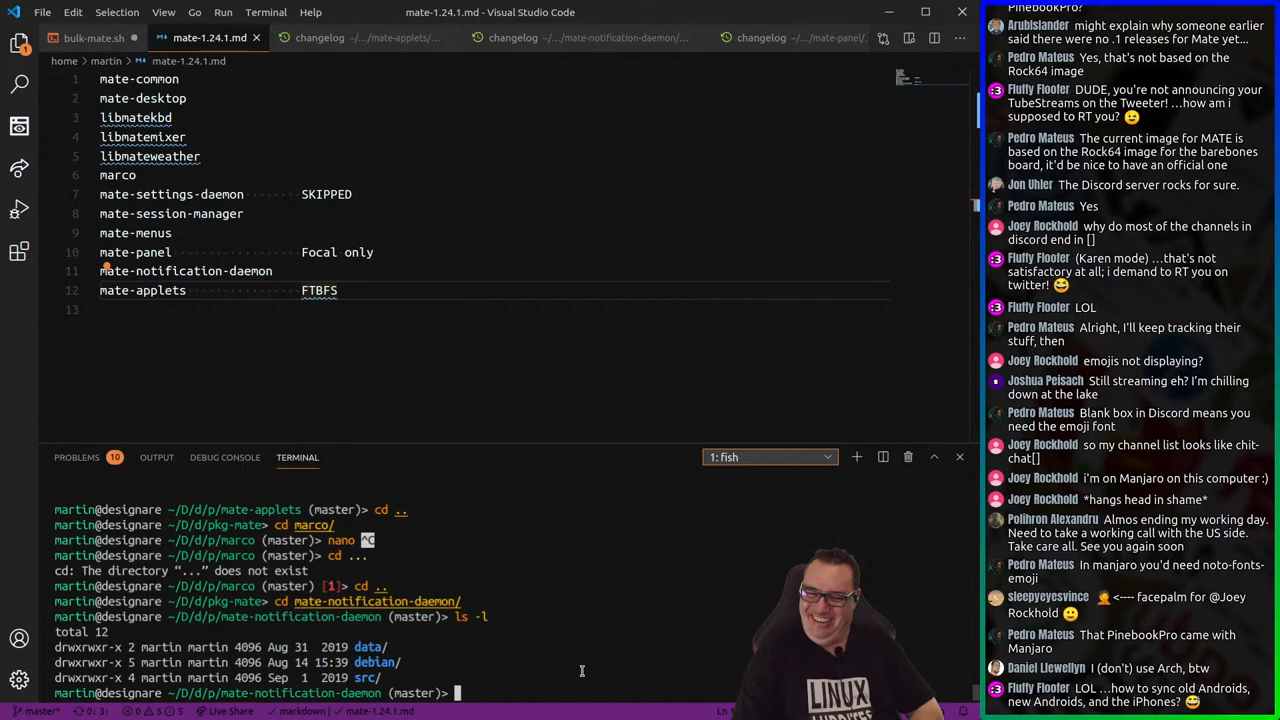 File Edit Selection View Go Run Terminal Help
mate-1.24.1.md - Visual Studio Code
bulk-mate.sh
mate-1.24.1.md
changelog ~/.../mate-applets/...
changelog ~/.../mate-notification-daemon/...
changelog ~/.../mate-panel/.
home > martin > mate-1.24.1.md
1 mate-common
2 mate-desktop
3 libmatekbd
4 libmatemixer
5 libmateweather
6 marco
7 mate-settings-daemon SKIPPED
8 mate-session-manager
9 mate-menus
10 mate-panel Focal only
11 mate-notification-daemon
12 mate-applets FTBFS
13
PROBLEMS 10 OUTPUT DEBUG CONSOLE TERMINAL
1: fish
martin@designare ~/D/d/p/mate-applets (master)> cd ..
martin@designare ~/D/d/pkg-mate> cd marco/
martin@designare ~/D/d/p/marco (master)> nano ^C
martin@designare ~/D/d/p/marco (master)> cd ...
cd: The directory “...” does not exist
martin@designare ~/D/d/p/marco (master) [1]> cd ..
martin@designare ~/D/d/pkg-mate> cd mate-notification-daemon/
martin@designare ~/D/d/p/mate-notification-daemon (master)> ls -l
total 12
drwxrwxr-x 2 martin martin 4096 Aug 31 2019 data/
drwxrwxr-x 5 martin martin 4096 Aug 14 15:39 debian/
drwxrwxr-x 4 martin martin 4096 Sep 1 2019 src/
martin@designare ~/D/d/p/mate-notification-daemon (master)>
master* 0↓ 3↑ 0 0 5 Live Share markdown | mate-1.24.1.md
LINUX
PinebookPro?
Arubislander might explain why someone earlier
said there were no .1 releases for Mate yet...
Pedro Mateus Yes, that's not based on the
Rock64 image
Fluffy Floofer DUDE, you're not announcing your
TubeStreams on the Tweeter! …how am i
supposed to RT you? 😉
Pedro Mateus The current image for MATE is
based on the Rock64 image for the barebones
board, it'd be nice to have an official one
Jon Uhler The Discord server rocks for sure.
Pedro Mateus Yes
Joey Rockhold why do most of the channels in
discord end in []
Fluffy Floofer (Karen mode) …that's not
satisfactory at all; i demand to RT you on
twitter! 😅
Fluffy Floofer LOL
Pedro Mateus Alright, I'll keep tracking their
stuff, then
Joey Rockhold emojis not displaying?
Joshua Peisach Still streaming eh? I’m chilling
down at the lake
Pedro Mateus Blank box in Discord means you
need the emoji font
Joey Rockhold so my channel list looks like chit-
chat[]
Joey Rockhold i'm on Manjaro on this computer :)
Joey Rockhold *hangs head in shame*
Polihron Alexandru Almos ending my working day.
Need to take a working call with the US side.
Take care all. See you again soon
Pedro Mateus In manjaro you'd need noto-fonts-
emoji
sleepyeyesvince 🤦 <---- facepalm for @Joey
Rockhold 🙂
Pedro Mateus That PinebookPro came with
Manjaro
Daniel Llewellyn I (don't) use Arch, btw
Fluffy Floofer LOL …how to sync old Androids,
new Androids, and the iPhones? 😅